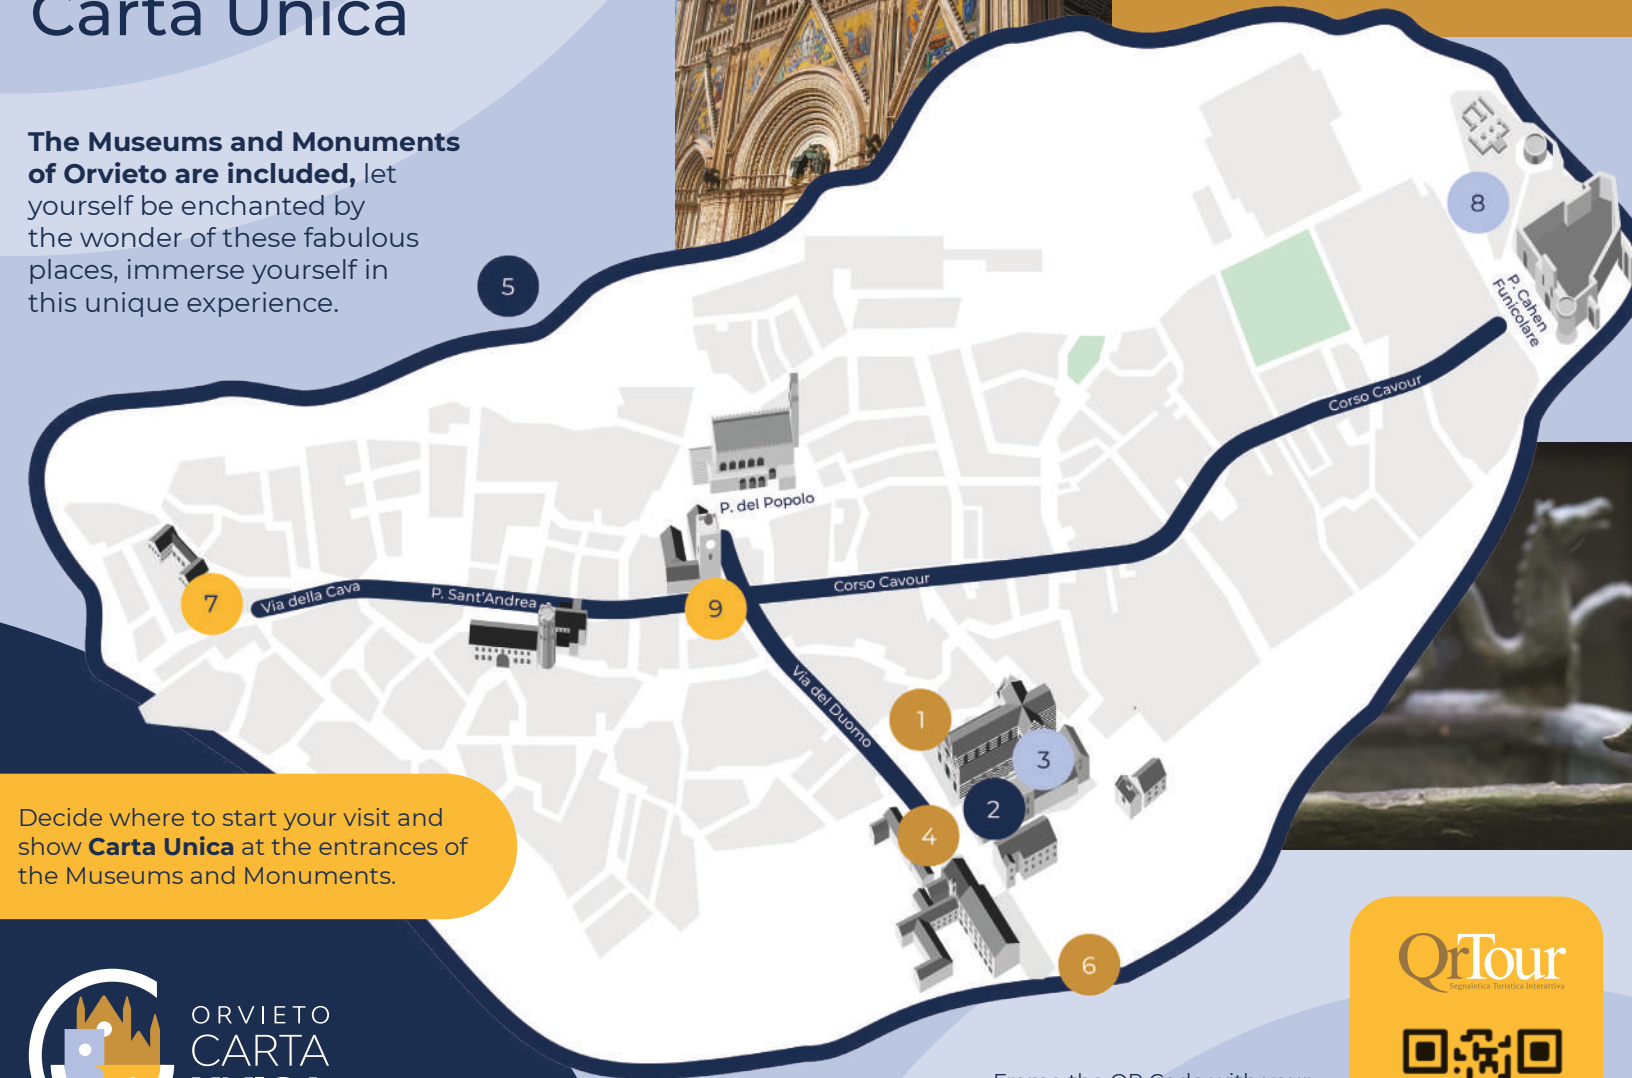 Carta Unica
The Museums and Monuments
of Orvieto are included, let
yourself be enchanted by
the wonder of these fabulous
places, immerse yourself in
this unique experience.
5
8
P. Cahen
Funicolare
Corso Cavour
P. del Popolo
7
Via della Cava
P. Sant'Andrea
9
Corso Cavour
Via del Duomo
1
3
2
4
6
Decide where to start your visit and
show Carta Unica at the entrances of
the Museums and Monuments.
ORVIETO
CARTA
QrTour
Segnaletica Turistica Interattiva